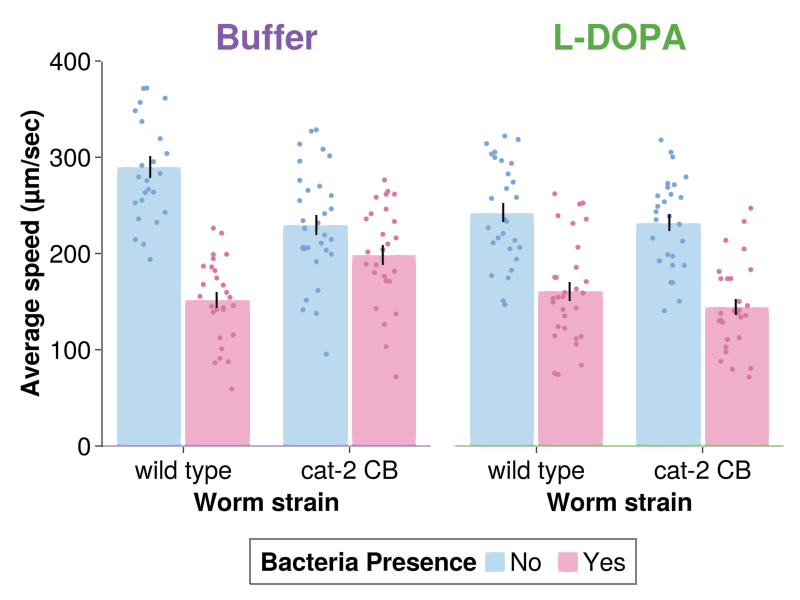 Buffer
L-DOPA
Average speed (µm/sec)
400
300
200
100
0
wild type
cat-2 CB
wild type
cat-2 CB
Worm strain
Worm strain
Bacteria Presence
No
Yes